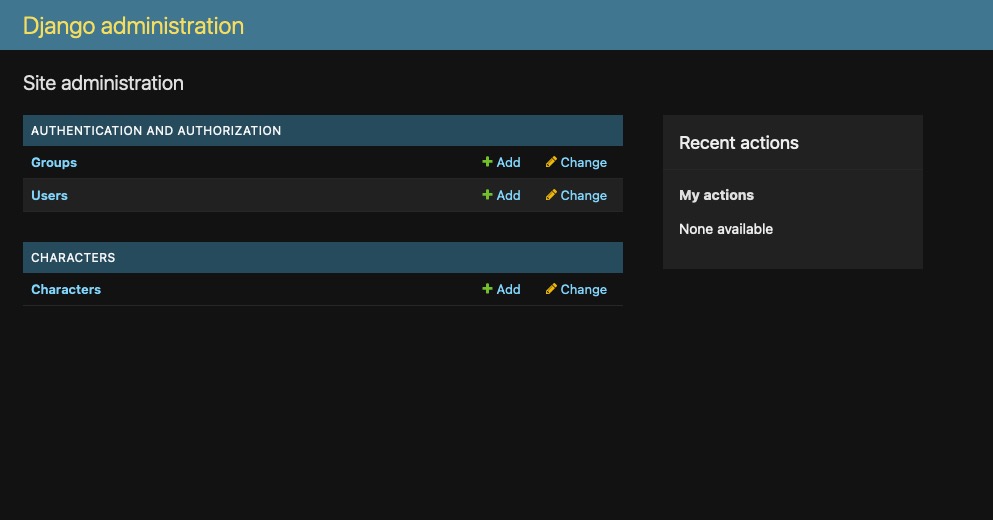 Django administration
Site administration
AUTHENTICATION AND AUTHORIZATION
Groups Add Change
Users Add Change
CHARACTERS
Characters Add Change
Recent actions
My actions
None available